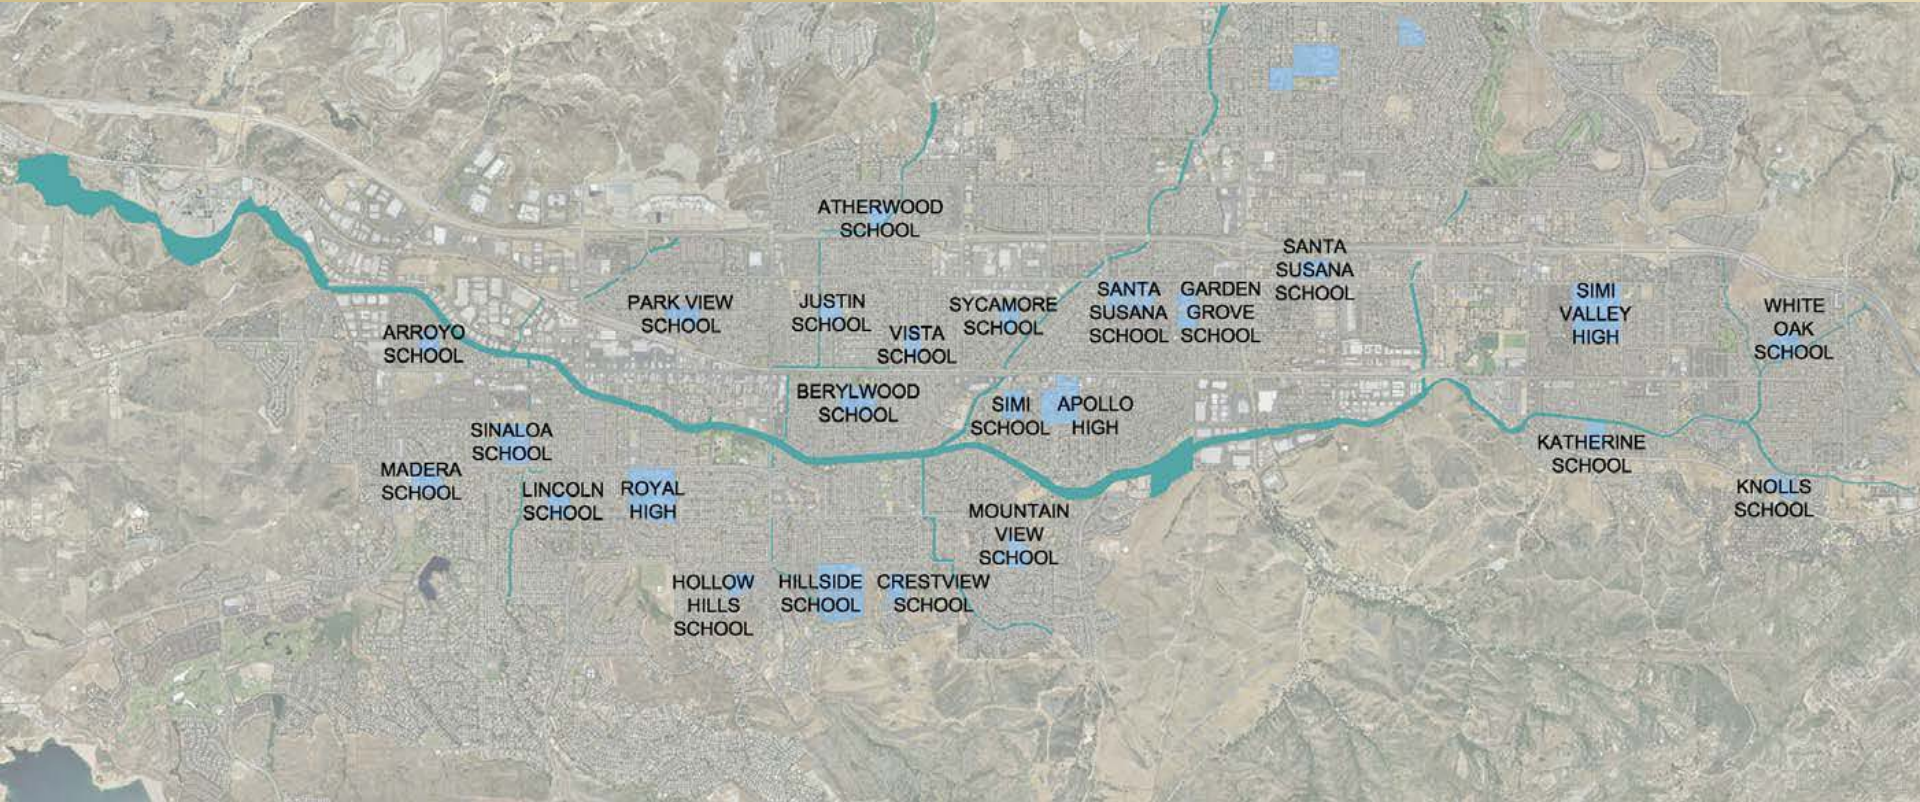 ATHERWOOD
SCHOOL
SANTA
SUSANA
SCHOOL
PARK VIEW
SCHOOL
JUSTIN
SCHOOL
VISTA
SCHOOL
SYCAMORE
SCHOOL
SANTA
SUSANA
SCHOOL
GARDEN
GROVE
SCHOOL
SIMI
VALLEY
HIGH
WHITE
OAK
SCHOOL
ARROYO
SCHOOL
BERYLWOOD
SCHOOL
SIMI
SCHOOL
APOLLO
HIGH
SINALOA
SCHOOL
KATHERINE
SCHOOL
MADERA
SCHOOL
LINCOLN
SCHOOL
ROYAL
HIGH
KNOLLS
SCHOOL
MOUNTAIN
VIEW
SCHOOL
HOLLOW
HILLS
SCHOOL
HILLSIDE
SCHOOL
CRESTVIEW
SCHOOL